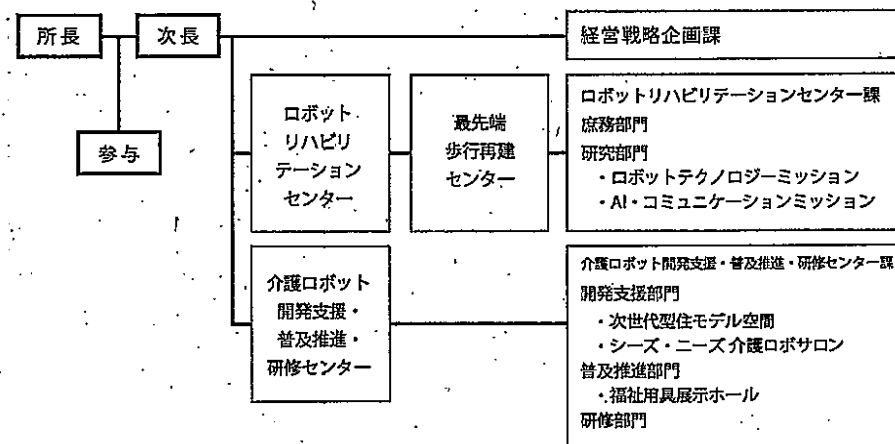 所長
次長
参与
経営戦略企画課
ロボット
リハビリ
テーション
センター
最先端
歩行再建
センター
ロボットリハビリテーションセンター課
庶務部門
研究部門
・ロボットテクノロジーミッション
・AI・コミュニケーションミッション
介護ロボット
開発支援・
普及推進・
研修センター
介護ロボット開発支援・普及推進・研修センター課
開発支援部門
・次世代型住モデル空間
・シーズ・ニーズ介護ロボサロン
普及推進部門
・福祉用具展示ホール
研修部門